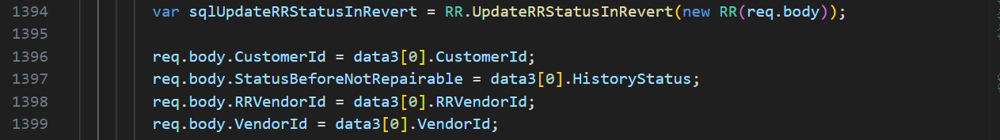 1394 var sqlUpdateRRStatusInRevert = RR.UpdateRRStatusInRevert(new RR(req.body));
1395
1396 req.body.CustomerId = data3[0].CustomerId;
1397 req.body.StatusBeforeNotRepairable = data3[0].HistoryStatus;
1398 req.body.RRVendorId = data3[0].RRVendorId;
1399 req.body.VendorId = data3[0].VendorId;